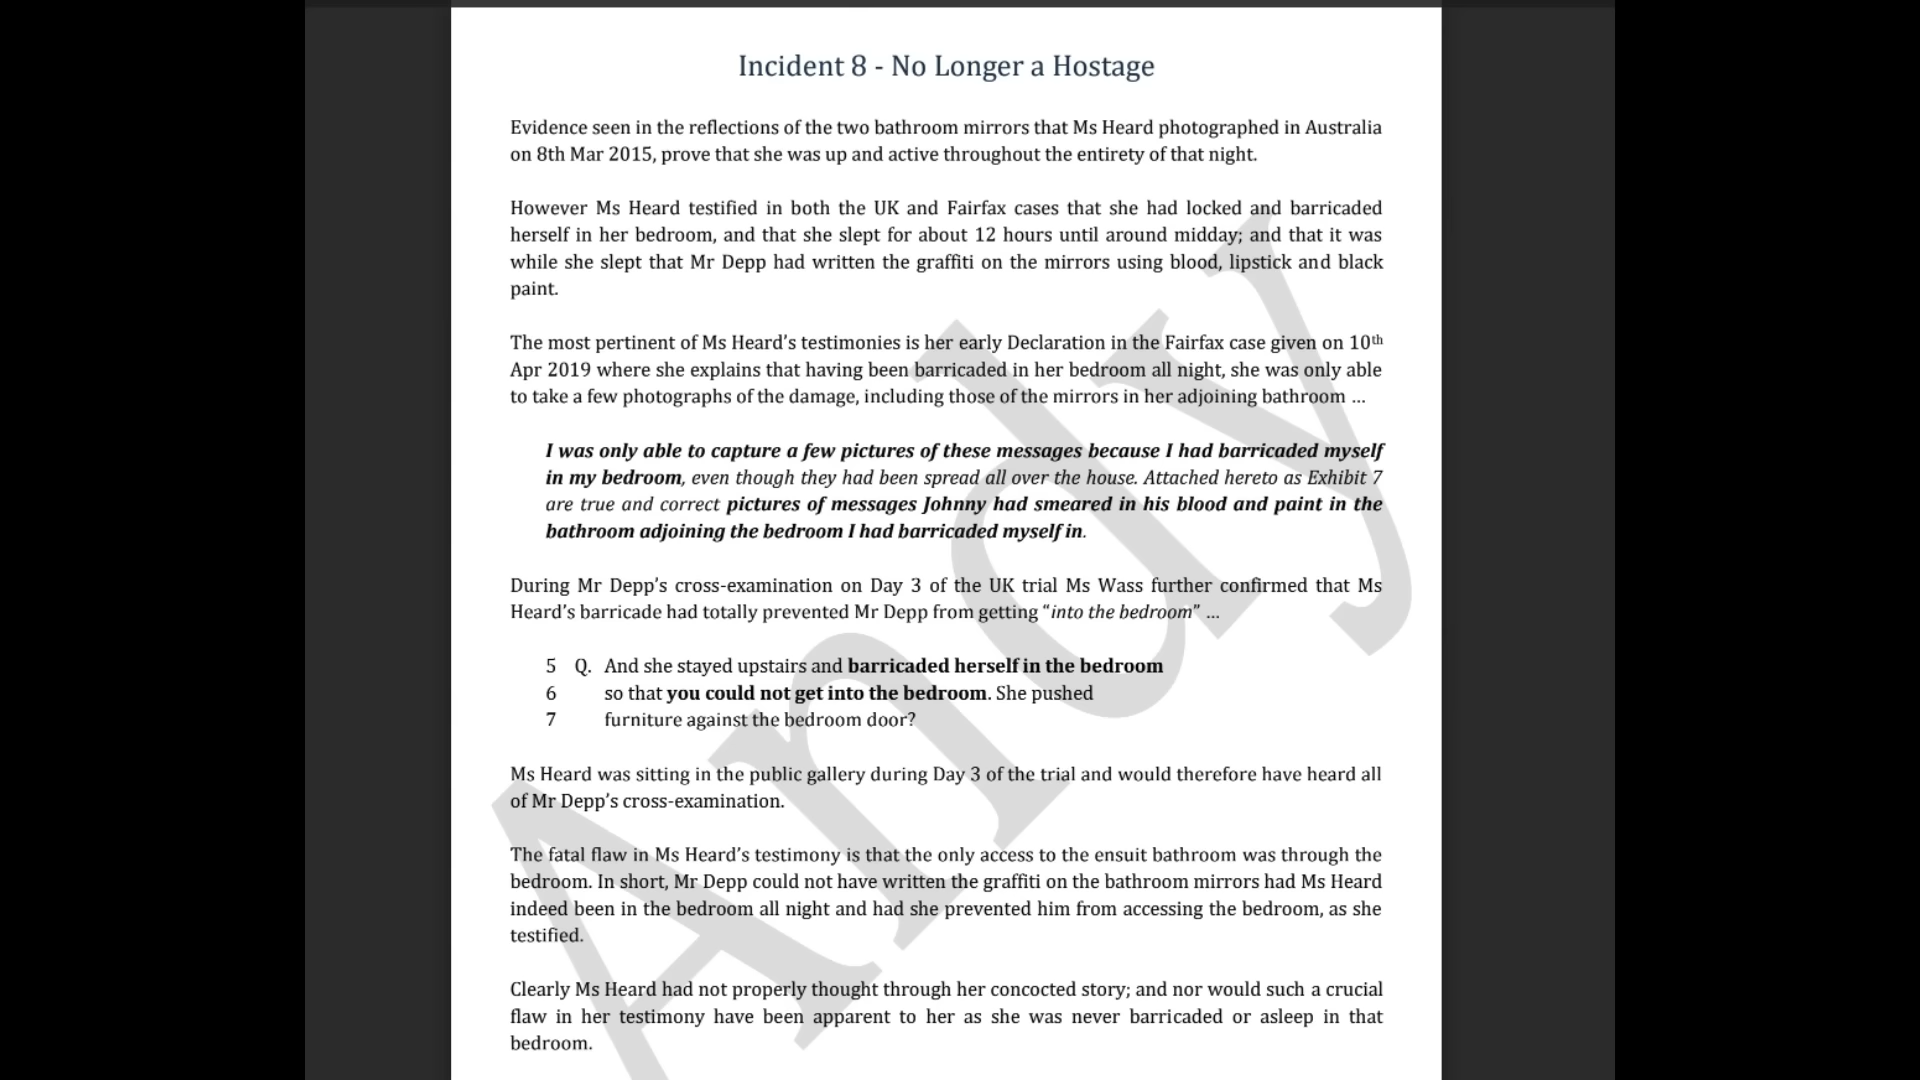 Incident 8 - No Longer a Hostage
Evidence seen in the reflections of the two bathroom mirrors that Ms Heard photographed in Australia
on 8th Mar 2015, prove that she was up and active throughout the entirety of that night.
However Ms Heard testified in both the UK and Fairfax cases that she had locked and barricaded
herself in her bedroom, and that she slept for about 12 hours until around midday; and that it was
while she slept that Mr Depp had written the graffiti on the mirrors using blood, lipstick and black
paint.
The most pertinent of Ms Heard’s testimonies is her early Declaration in the Fairfax case given on 10th
Apr 2019 where she explains that having been barricaded in her bedroom all night, she was only able
to take a few photographs of the damage, including those of the mirrors in her adjoining bathroom ...
I was only able to capture a few pictures of these messages because I had barricaded myself
in my bedroom, even though they had been spread all over the house. Attached hereto as Exhibit 7
are true and correct pictures of messages Johnny had smeared in his blood and paint in the
bathroom adjoining the bedroom I had barricaded myself in.
During Mr Depp’s cross-examination on Day 3 of the UK trial Ms Wass further confirmed that Ms
Heard’s barricade had totally prevented Mr Depp from getting “into the bedroom” ...
5 Q. And she stayed upstairs and barricaded herself in the bedroom
6 so that you could not get into the bedroom. She pushed
7 furniture against the bedroom door?
Ms Heard was sitting in the public gallery during Day 3 of the trial and would therefore have heard all
of Mr Depp’s cross-examination.
The fatal flaw in Ms Heard’s testimony is that the only access to the ensuit bathroom was through the
bedroom. In short, Mr Depp could not have written the graffiti on the bathroom mirrors had Ms Heard
indeed been in the bedroom all night and had she prevented him from accessing the bedroom, as she
testified.
Clearly Ms Heard had not properly thought through her concocted story; and nor would such a crucial
flaw in her testimony have been apparent to her as she was never barricaded or asleep in that
bedroom.
Andy